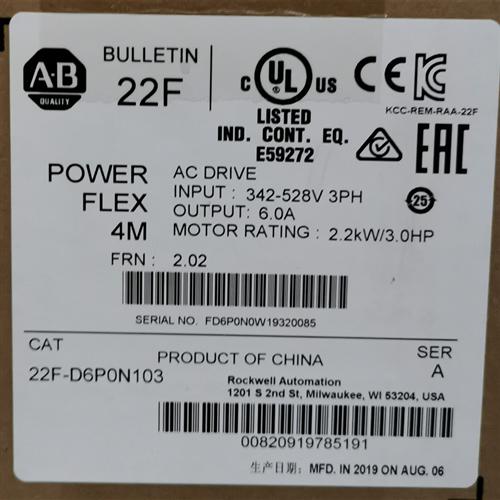 A-B
QUALITY
BULLETIN
22F
C UL US
LISTED
IND. CONT. EQ.
E59272
CE
KCC-REM-RAA-22F
EAC
25
POWER
FLEX
4M
AC DRIVE
INPUT : 342-528V 3PH
OUTPUT: 6.0A
MOTOR RATING : 2.2kW/3.0HP
FRN : 2.02
SERIAL NO. FD6P0N0W19320085
CAT
22F-D6P0N103
PRODUCT OF CHINA
SER
A
Rockwell Automation
1201 S 2nd St, Milwaukee, WI 53204, USA
00820919785191
生产日期: MFD. IN 2019 ON AUG. 06